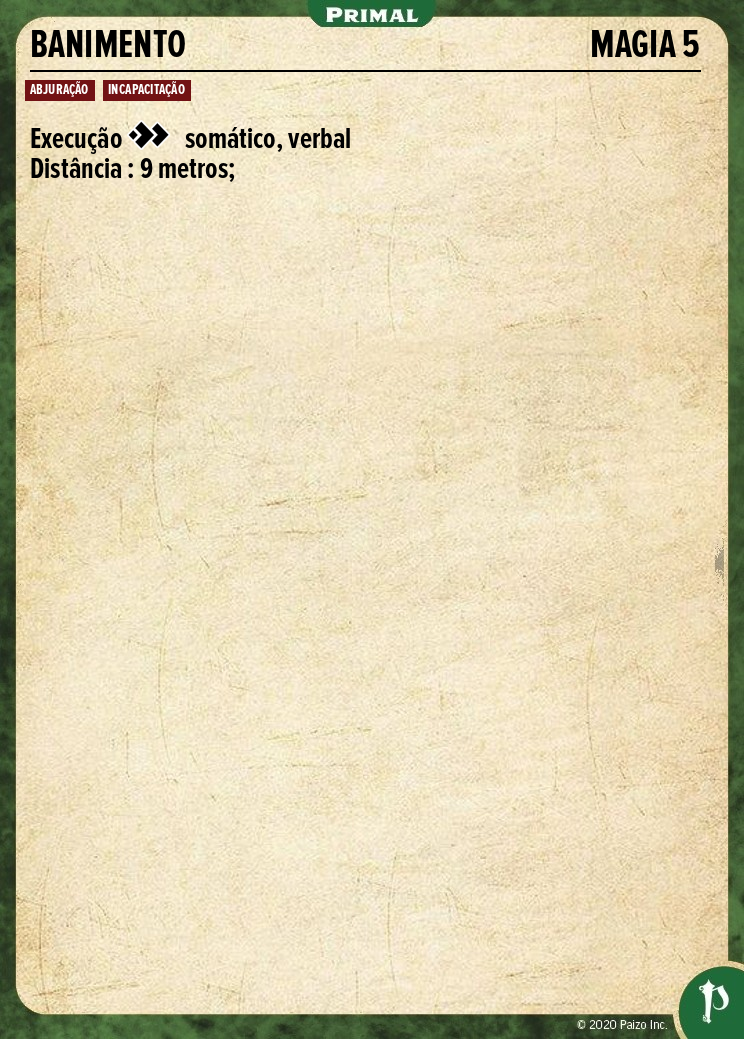 PRIMAL
BANIMENTO MAGIA 5
ABJURAÇÃO INCAPACITAÇÃO
Execução somático, verbal
Distância : 9 metros;
© 2020 Paizo Inc.